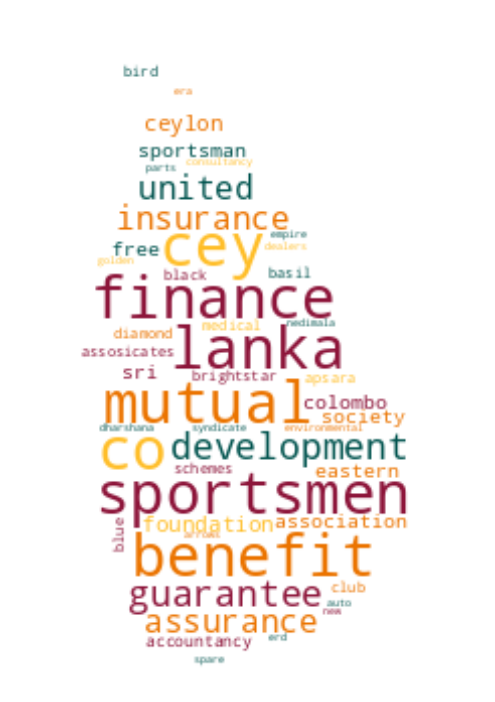 bird
era
ceylon
sportsman
consultancy
parts
united
insurance
empire
free cey dealers
golden
black basil
finance
medical nedimala
diamond lanka
assosicates
sri brightstar apsara
mutual colombo
society
dharshana syndicate environmental
co development
schemes eastern
sportsmen
blue foundation association
arrows
benefit
guarantee club
auto
new
assurance
accountancy erd
spare